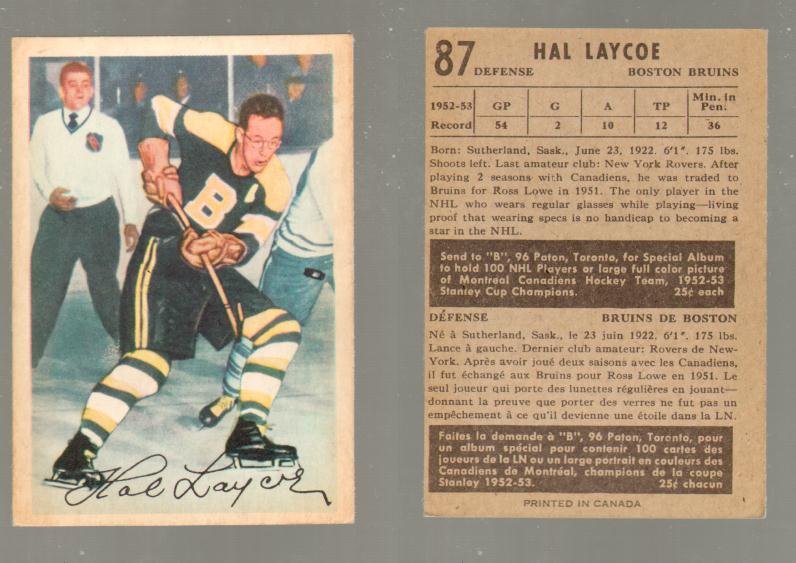 B
A
Hal Laycoe
87
HAL LAYCOE
DEFENSE BOSTON BRUINS
1952-53 GP G A TP Min. in Pen.
Record 54 2 10 12 36
Born: Sutherland, Sask., June 23, 1922. 6'1". 175 lbs.
Shoots left. Last amateur club: New York Rovers. After
playing 2 seasons with Canadiens, he was traded to
Bruins for Ross Lowe in 1951. The only player in the
NHL who wears regular glasses while playing—living
proof that wearing specs is no handicap to becoming a
star in the NHL.
Send to "B", 96 Paton, Toronto, for Special Album
to hold 100 NHL Players or large full color picture
of Montreal Canadiens Hockey Team, 1952-53
Stanley Cup Champions. 25¢ each
DÉFENSE BRUINS DE BOSTON
Né à Sutherland, Sask., le 23 juin 1922. 6'1". 175 lbs.
Lance à gauche. Dernier club amateur: Rovers de New-
York. Après avoir joué deux saisons avec les Canadiens,
il fut échangé aux Bruins pour Ross Lowe en 1951. Le
seul joueur qui porte des lunettes régulières en jouant—
donnant la preuve que porter des verres ne fut pas un
empêchement à ce qu'il devienne une étoile dans la LN.
Faites la demande à "B", 96 Paton, Toronto, pour
un album spécial pour contenir 100 cartes des
joueurs de la LN ou un large portrait en couleurs des
Canadiens de Montréal, champions de la coupe
Stanley 1952-53. 25¢ chacun
PRINTED IN CANADA